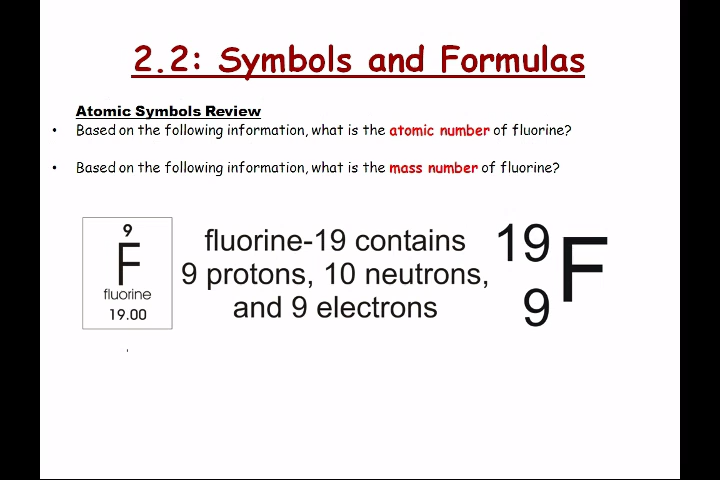 2.2: Symbols and Formulas
Atomic Symbols Review
• Based on the following information, what is the atomic number of fluorine?
• Based on the following information, what is the mass number of fluorine?
9
F
fluorine
19.00
fluorine-19 contains
9 protons, 10 neutrons,
and 9 electrons
19
F
9